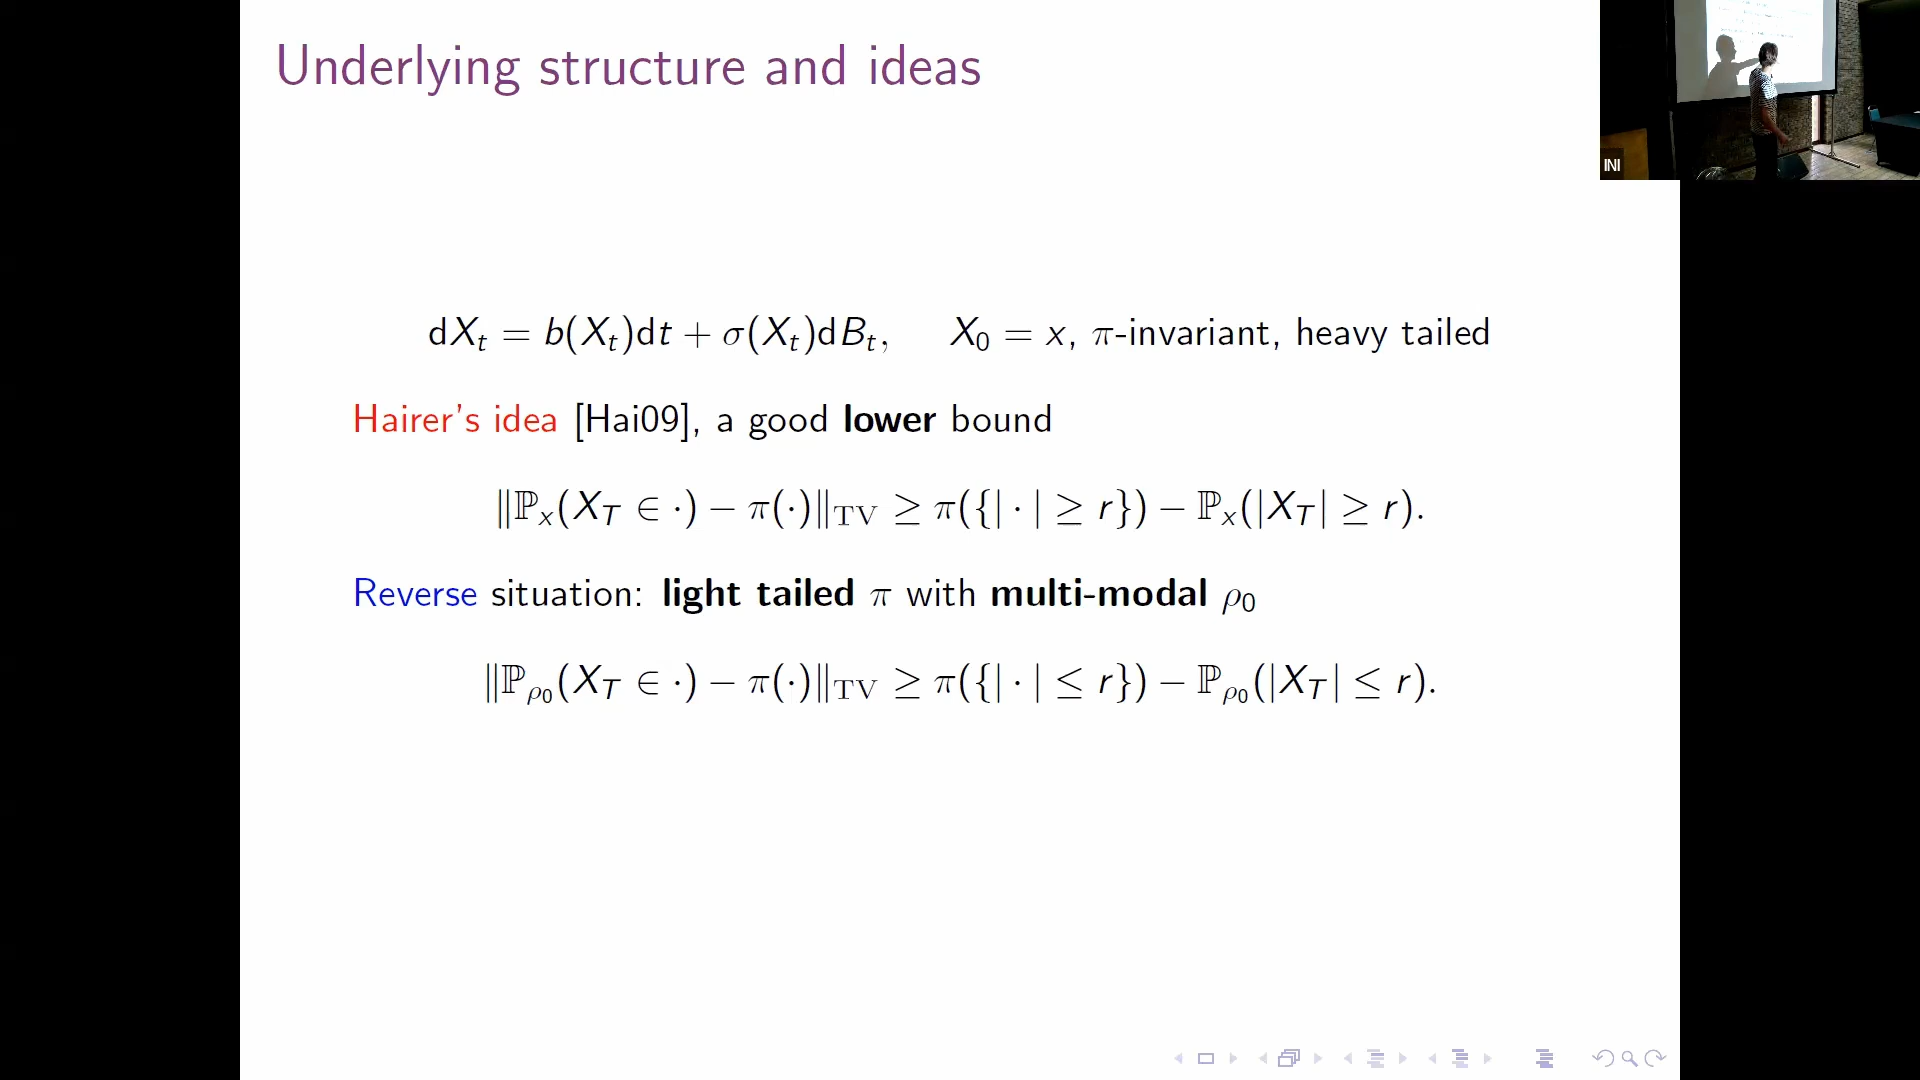 Underlying structure and ideas
INI
dX_t = b(X_t)dt + σ(X_t)dB_t, X_0 = x, π-invariant, heavy tailed
Hairer's idea [Hai09], a good lower bound
‖ℙ_x(X_T ∈ ·) − π(·)‖_TV ≥ π({| · | ≥ r}) − ℙ_x(|X_T| ≥ r).
Reverse situation: light tailed π with multi-modal ρ_0
‖ℙ_{ρ_0}(X_T ∈ ·) − π(·)‖_TV ≥ π({| · | ≤ r}) − ℙ_{ρ_0}(|X_T| ≤ r).